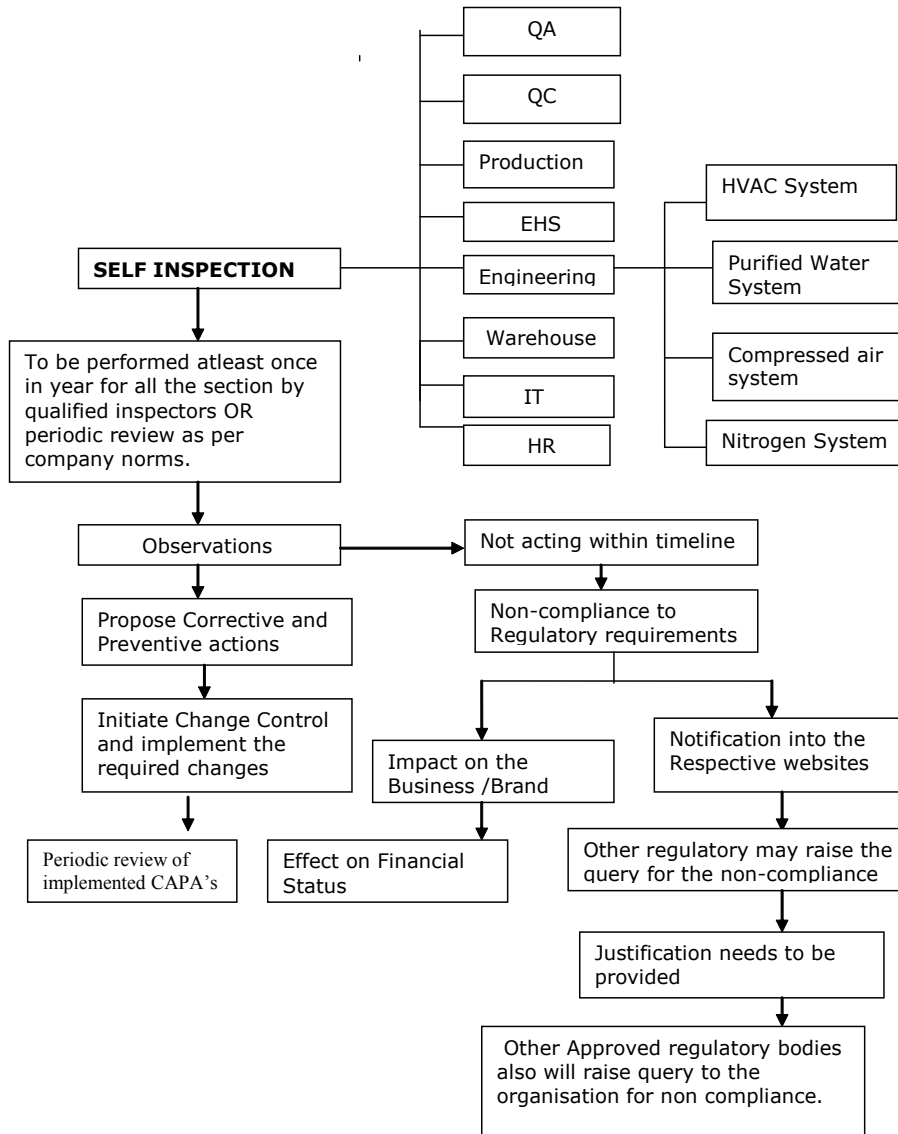 QA
QC
Production
EHS
Engineering
Warehouse
IT
HR
HVAC System
Purified Water
System
Compressed air
system
Nitrogen System
SELF INSPECTION
To be performed atleast once
in year for all the section by
qualified inspectors OR
periodic review as per
company norms.
Observations
Not acting within timeline
Propose Corrective and
Preventive actions
Non-compliance to
Regulatory requirements
Initiate Change Control
and implement the
required changes
Impact on the
Business /Brand
Notification into the
Respective websites
Periodic review of
implemented CAPA's
Effect on Financial
Status
Other regulatory may raise the
query for the non-compliance
Justification needs to be
provided
Other Approved regulatory bodies
also will raise query to the
organisation for non compliance.